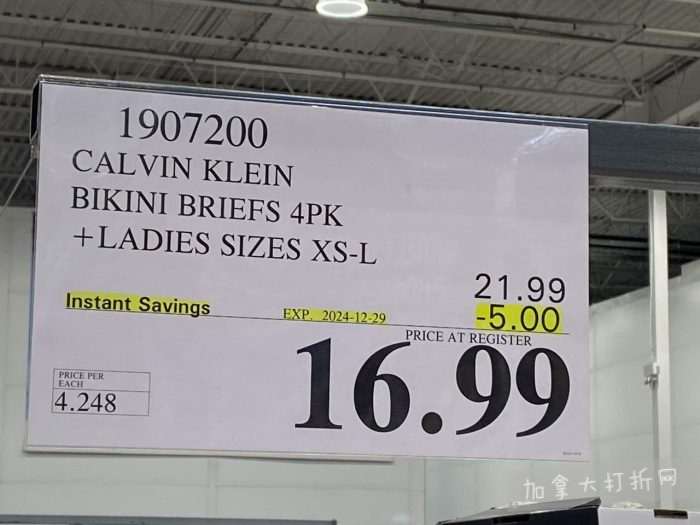 1907200
CALVIN KLEIN
BIKINI BRIEFS 4PK
+LADIES SIZES XS-L
21.99
Instant Savings EXP. 2024-12-29 -5.00
PRICE AT REGISTER
16.99
PRICE PER
EACH
4.248
加拿大打折网